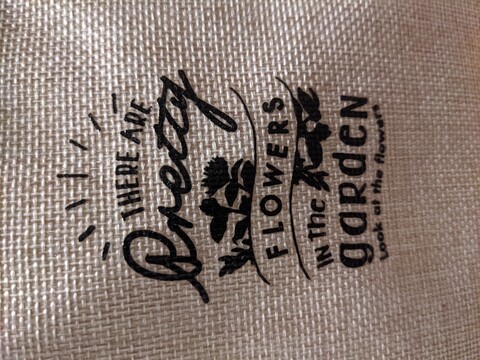 THERE ARE
Pretty
FLOWERS
IN THE
gARDEN
Look at the flowers